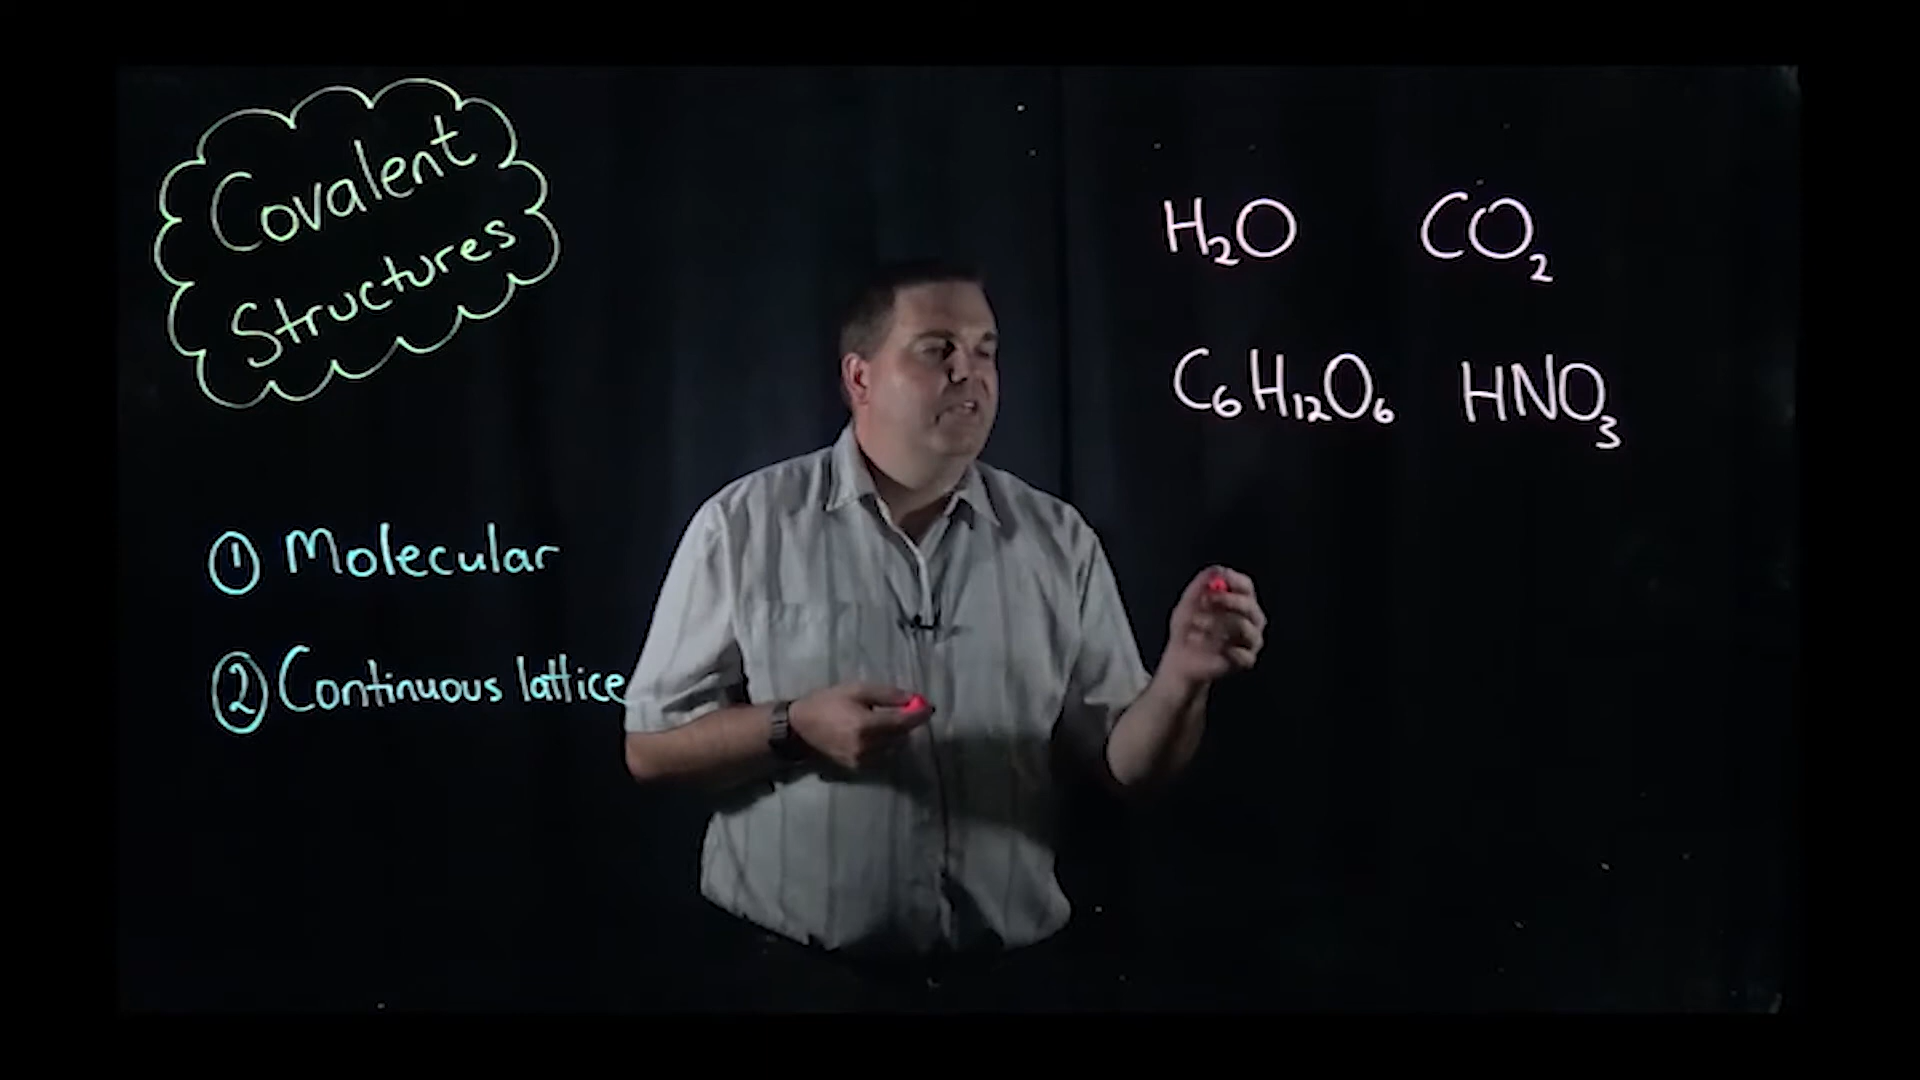 Covalent
Structures
① Molecular
② Continuous lattice
H₂O CO₂
C₆H₁₂O₆ HNO₃